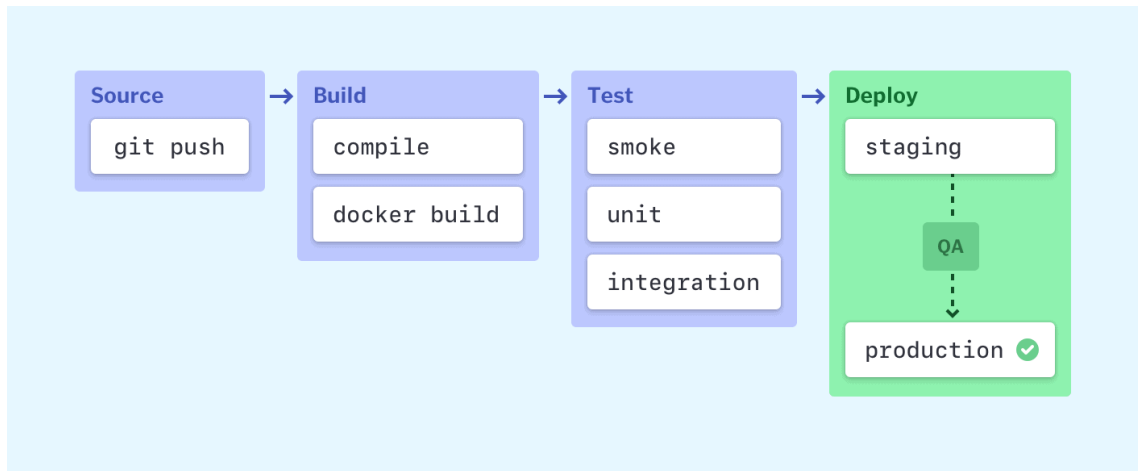 Source
git push
Build
compile
docker build
Test
smoke
unit
integration
Deploy
staging
QA
production